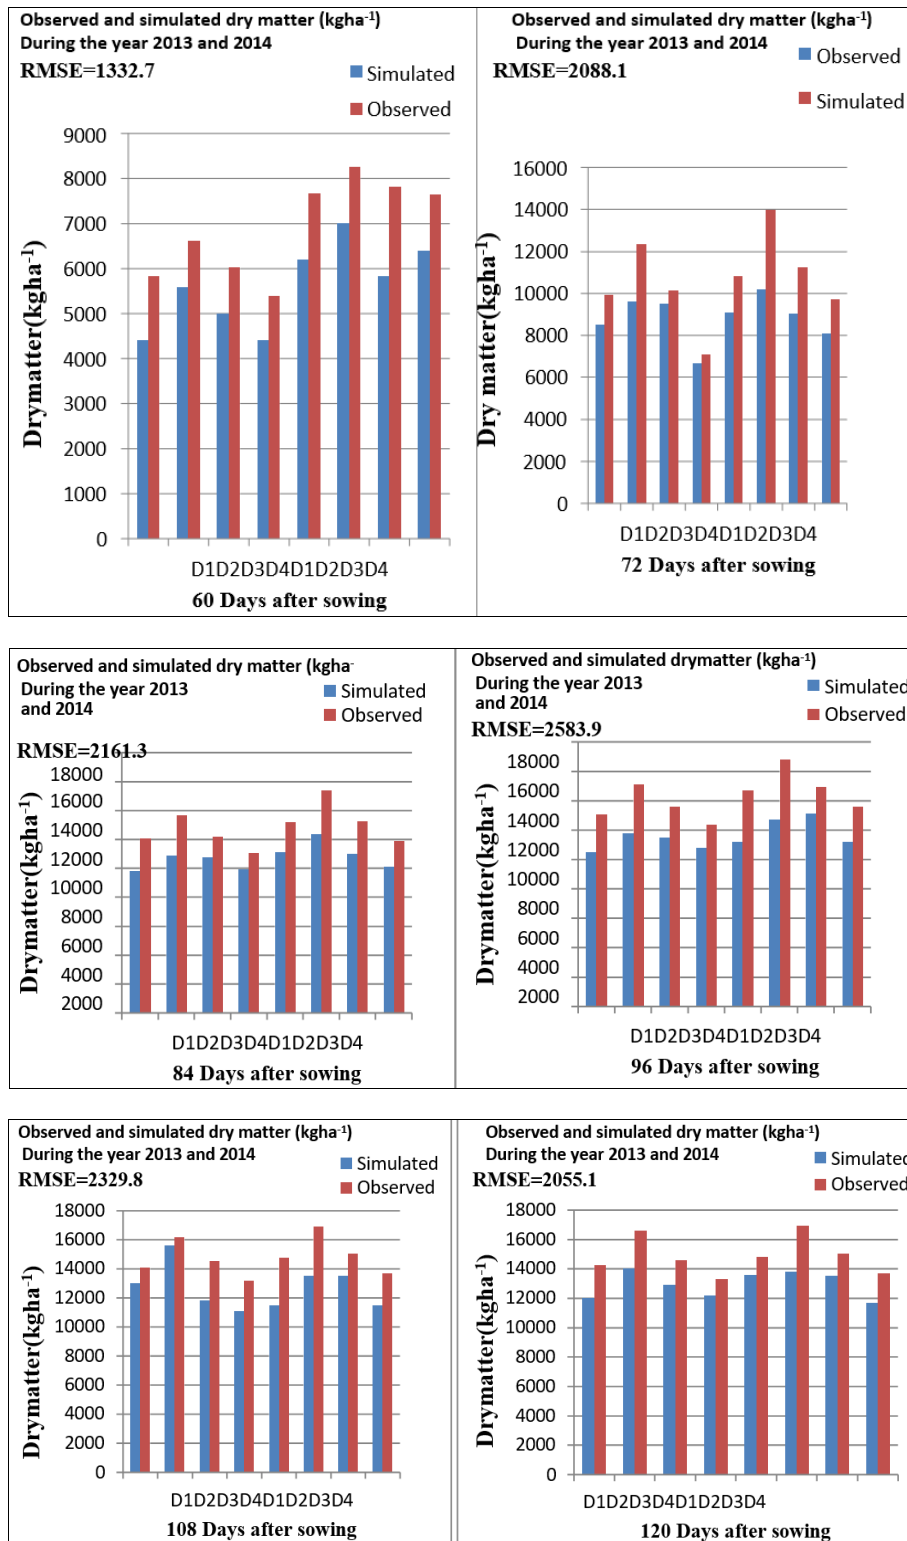 Observed and simulated dry matter (kgha⁻¹)
During the year 2013 and 2014
RMSE=1332.7
Simulated
Observed
9000
8000
7000
6000
5000
4000
3000
2000
1000
0
Drymatter(kgha⁻¹)
D1D2D3D4D1D2D3D4
60 Days after sowing
Observed and simulated dry matter (kgha⁻¹)
During the year 2013 and 2014
RMSE=2088.1
Observed
Simulated
16000
14000
12000
10000
8000
6000
4000
2000
0
Dry matter(kgha⁻¹)
D1D2D3D4D1D2D3D4
72 Days after sowing
Observed and simulated dry matter (kgha⁻
During the year 2013
and 2014
Simulated
Observed
RMSE=2161.3
18000
16000
14000
12000
10000
8000
6000
4000
2000
Drymatter(kgha⁻¹)
D1D2D3D4D1D2D3D4
84 Days after sowing
Observed and simulated drymatter (kgha⁻¹)
During the year 2013
and 2014
RMSE=2583.9
Simulated
Observed
18000
16000
14000
12000
10000
8000
6000
4000
2000
Drymatter(kgha⁻¹)
D1D2D3D4D1D2D3D4
96 Days after sowing
Observed and simulated dry matter (kgha⁻¹)
During the year 2013 and 2014
RMSE=2329.8
Simulated
Observed
18000
16000
14000
12000
10000
8000
6000
4000
2000
0
Drymatter(kgha⁻¹)
D1D2D3D4D1D2D3D4
108 Days after sowing
Observed and simulated dry matter (kgha⁻¹)
During the year 2013 and 2014
RMSE=2055.1
Simulated
Observed
18000
16000
14000
12000
10000
8000
6000
4000
2000
0
Drymatter(kgha⁻¹)
D1D2D3D4D1D2D3D4
120 Days after sowing